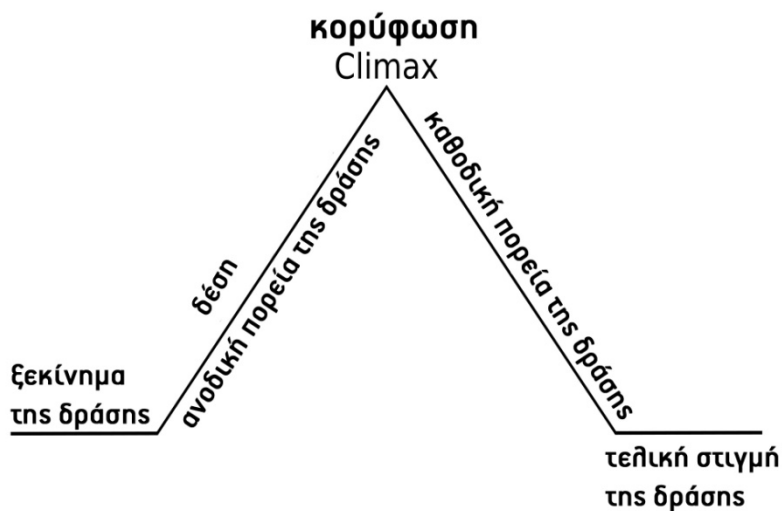 κορύφωση
Climax
καθοδική πορεία της δράσης
δέση
ανοδική πορεία της δράσης
ξεκίνημα
της δράσης
τελική στιγμή
της δράσης